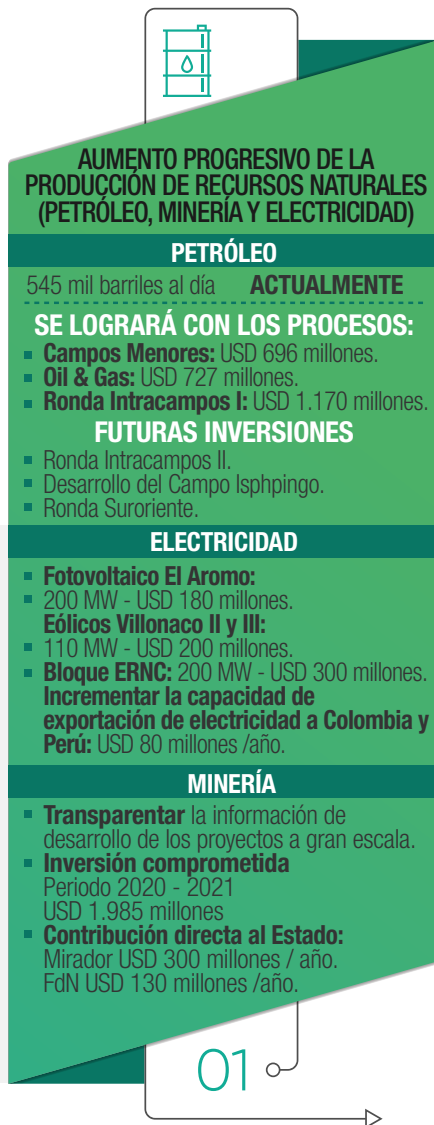 AUMENTO PROGRESIVO DE LA
PRODUCCIÓN DE RECURSOS NATURALES
(PETRÓLEO, MINERÍA Y ELECTRICIDAD)
PETRÓLEO
545 mil barriles al día ACTUALMENTE
SE LOGRARÁ CON LOS PROCESOS:
Campos Menores: USD 696 millones.
Oil & Gas: USD 727 millones.
Ronda Intracampos I: USD 1.170 millones.
FUTURAS INVERSIONES
Ronda Intracampos II.
Desarrollo del Campo Isphpingo.
Ronda Suroriente.
ELECTRICIDAD
Fotovoltaico El Aromo:
200 MW - USD 180 millones.
Eólicos Villonaco II y III:
110 MW - USD 200 millones.
Bloque ERNC: 200 MW - USD 300 millones.
Incrementar la capacidad de
exportación de electricidad a Colombia y
Perú: USD 80 millones /año.
MINERÍA
Transparentar la información de
desarrollo de los proyectos a gran escala.
Inversión comprometida
Periodo 2020 - 2021
USD 1.985 millones
Contribución directa al Estado:
Mirador USD 300 millones / año.
FdN USD 130 millones /año.
01